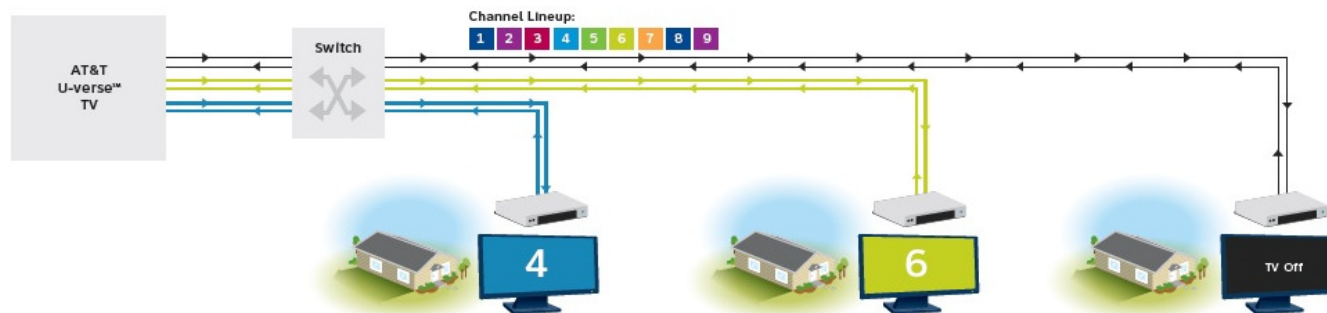 Channel Lineup:
1 2 3 4 5 6 7 8 9
Switch
AT&T
U-verse™
TV
4
6
TV Off